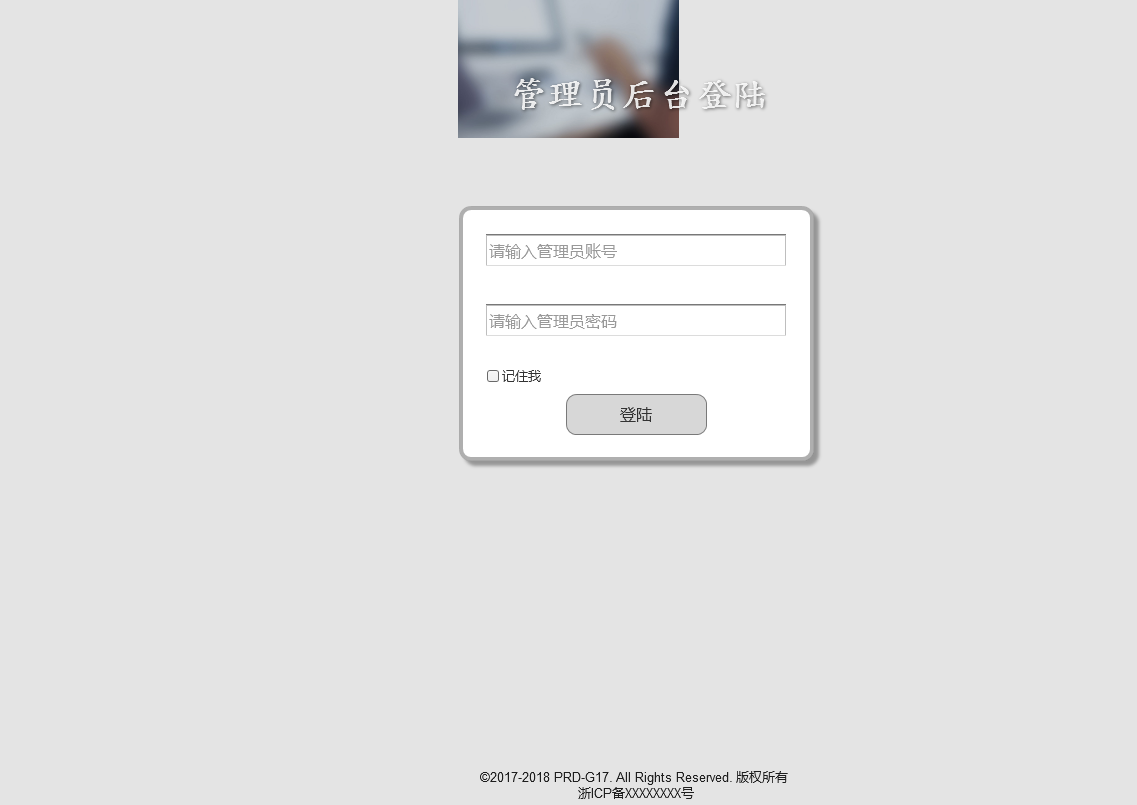 管理员后台登陆
请输入管理员账号
请输入管理员密码
记住我
登陆
©2017-2018 PRD-G17. All Rights Reserved. 版权所有
浙ICP备XXXXXXXX号